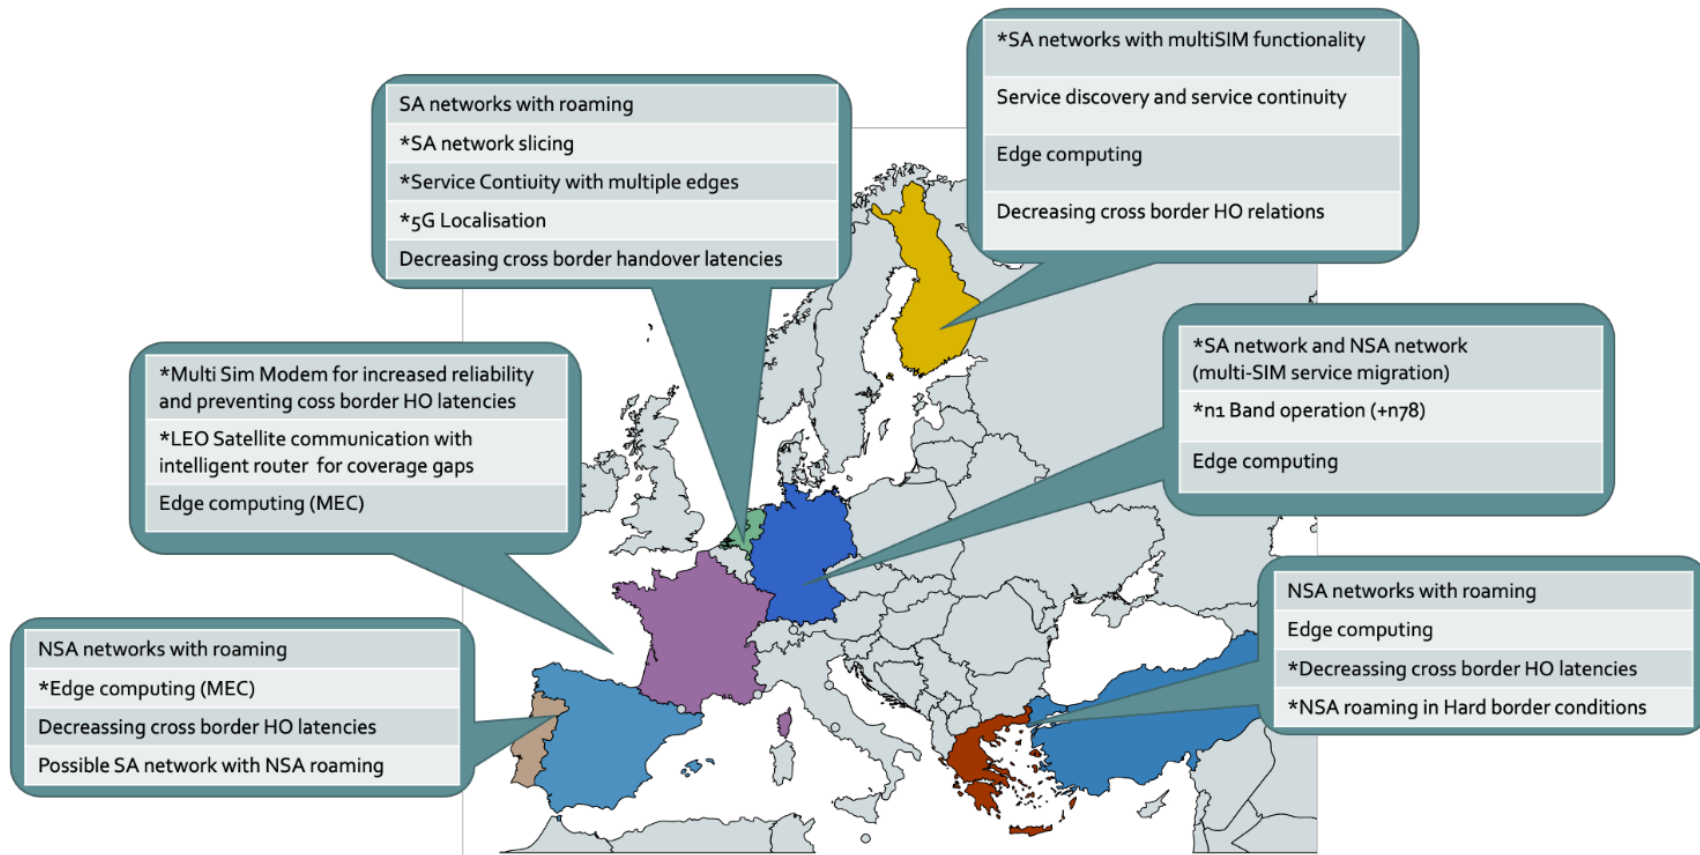 *SA networks with multiSIM functionality
Service discovery and service continuity
Edge computing
Decreasing cross border HO relations
SA networks with roaming
*SA network slicing
*Service Contiuity with multiple edges
*5G Localisation
Decreasing cross border handover latencies
*SA network and NSA network
(multi-SIM service migration)
*n1 Band operation (+n78)
Edge computing
*Multi Sim Modem for increased reliability
and preventing coss border HO latencies
*LEO Satellite communication with
intelligent router for coverage gaps
Edge computing (MEC)
NSA networks with roaming
Edge computing
*Decreassing cross border HO latencies
*NSA roaming in Hard border conditions
NSA networks with roaming
*Edge computing (MEC)
Decreassing cross border HO latencies
Possible SA network with NSA roaming